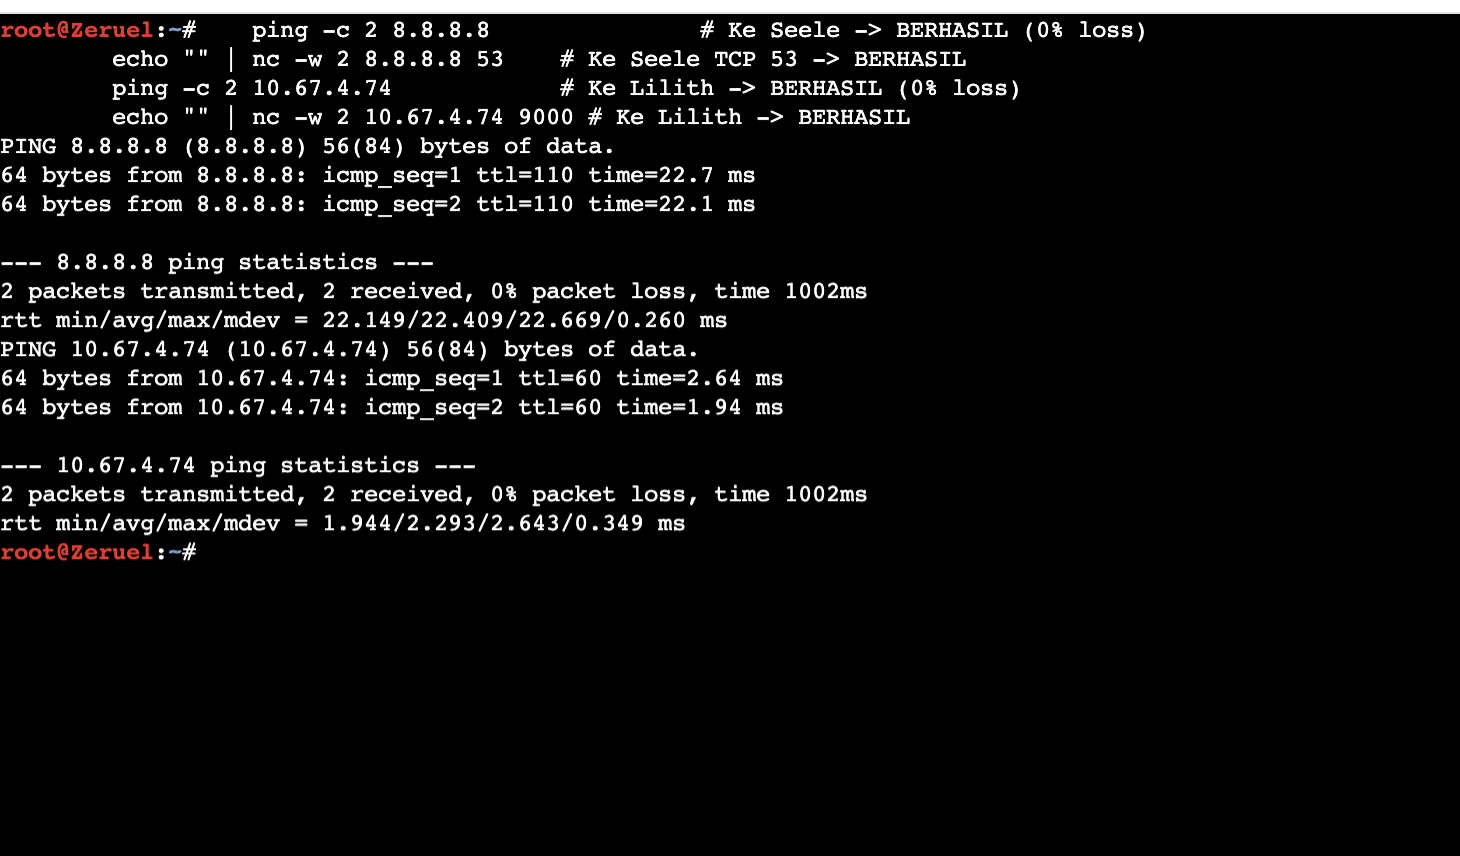 root@Zeruel:~#    ping -c 2 8.8.8.8               # Ke Seele -> BERHASIL (0% loss)
        echo "" | nc -w 2 8.8.8.8 53    # Ke Seele TCP 53 -> BERHASIL
        ping -c 2 10.67.4.74            # Ke Lilith -> BERHASIL (0% loss)
        echo "" | nc -w 2 10.67.4.74 9000 # Ke Lilith -> BERHASIL
PING 8.8.8.8 (8.8.8.8) 56(84) bytes of data.
64 bytes from 8.8.8.8: icmp_seq=1 ttl=110 time=22.7 ms
64 bytes from 8.8.8.8: icmp_seq=2 ttl=110 time=22.1 ms

--- 8.8.8.8 ping statistics ---
2 packets transmitted, 2 received, 0% packet loss, time 1002ms
rtt min/avg/max/mdev = 22.149/22.409/22.669/0.260 ms
PING 10.67.4.74 (10.67.4.74) 56(84) bytes of data.
64 bytes from 10.67.4.74: icmp_seq=1 ttl=60 time=2.64 ms
64 bytes from 10.67.4.74: icmp_seq=2 ttl=60 time=1.94 ms

--- 10.67.4.74 ping statistics ---
2 packets transmitted, 2 received, 0% packet loss, time 1002ms
rtt min/avg/max/mdev = 1.944/2.293/2.643/0.349 ms
root@Zeruel:~#